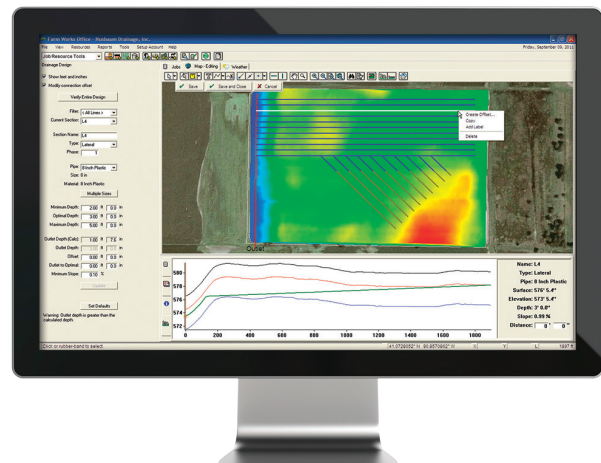 Farm Works Office - Nusbaum Drainage, Inc.
File View Resources Reports Tools Setup Account Help
Friday, September 09, 2011
Job Resource Tools
Drainage Design
Jobs Map - Editing Weather
Show feet and inches
Modify connection offset
Save Save and Close Cancel
Verify Entire Design
Filter: < All Lines >
Current Section: L4
Section Name: L4
Type: Lateral
Phase: 1
Pipe: 8 Inch Plastic
Size: 8 in
Material: 8 Inch Plastic
Multiple Sizes
Minimum Depth: 2.00 ft 0.0 in
Optimal Depth: 3.00 ft 0.0 in
Maximum Depth: 5.00 ft 0.0 in
Outlet Depth (Calc): 1.00 ft 7.6 in
Outlet Depth:
Offset: 0.00 ft 0.0 in
Outlet to Optimal: 0.00 ft 0.0 in
Minimum Slope: 0.10 %
Update
Set Defaults
Warning: Outlet depth is greater than the
calculated depth
Create Offset...
Copy
Add Label
Delete
Outlet
580
578
576
574
572
0 200 400 600 800 1000 1200 1400 1600 1800
Name: L4
Type: Lateral
Pipe: 8 Inch Plastic
Surface: 576' 5.4"
Elevation: 573' 5.4"
Depth: 3' 0.0"
Slope: 0.09 %
Distance: 0 ' 0 "
Click or rubber-band to select
X Y L 1897 ft